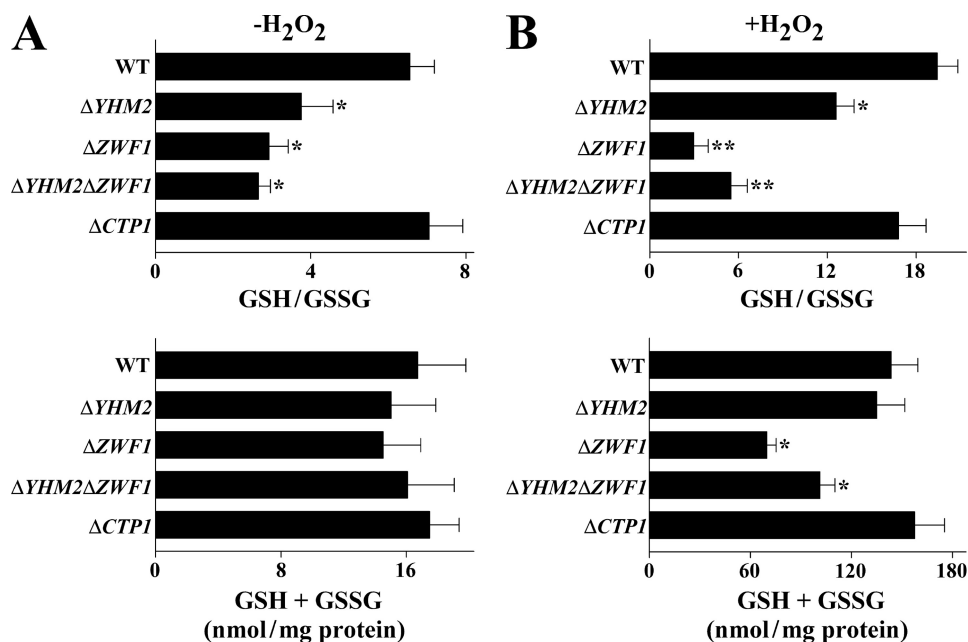 A
-H₂O₂
WT
ΔYHM2
*
ΔZWF1
*
ΔYHM2ΔZWF1
*
ΔCTP1
0 4 8
GSH/GSSG
WT
ΔYHM2
ΔZWF1
ΔYHM2ΔZWF1
ΔCTP1
0 8 16
GSH + GSSG
(nmol/mg protein)
B
+H₂O₂
WT
ΔYHM2
*
ΔZWF1
**
ΔYHM2ΔZWF1
**
ΔCTP1
0 6 12 18
GSH/GSSG
WT
ΔYHM2
ΔZWF1
*
ΔYHM2ΔZWF1
*
ΔCTP1
0 60 120 180
GSH + GSSG
(nmol/mg protein)